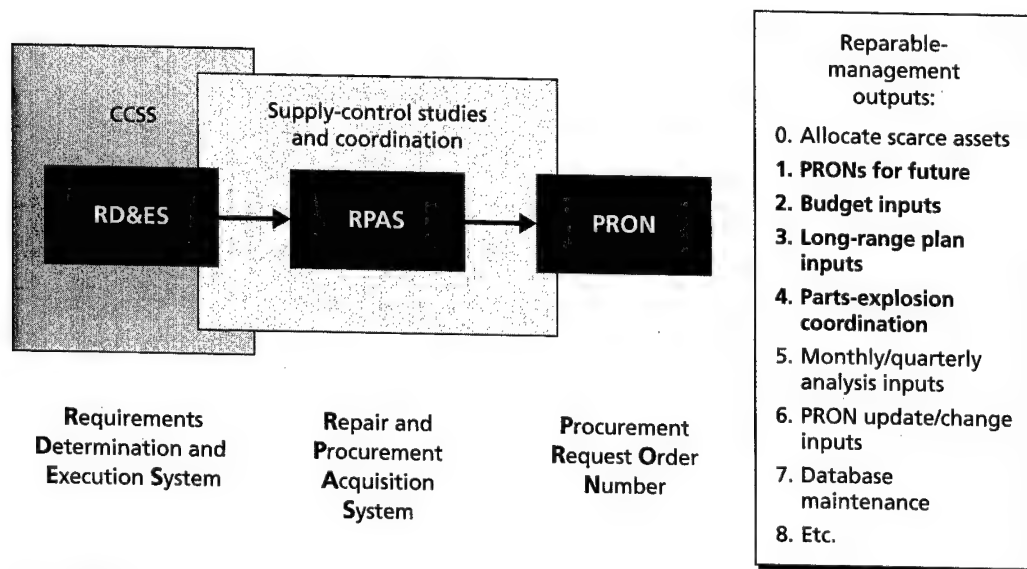 CCSS
Supply-control studies
and coordination
RD&ES
RPAS
PRON
Requirements
Determination and
Execution System
Repair and
Procurement
Acquisition
System
Procurement
Request Order
Number
Reparable-
management
outputs:
0. Allocate scarce assets
1. PRONs for future
2. Budget inputs
3. Long-range plan
inputs
4. Parts-explosion
coordination
5. Monthly/quarterly
analysis inputs
6. PRON update/change
inputs
7. Database
maintenance
8. Etc.